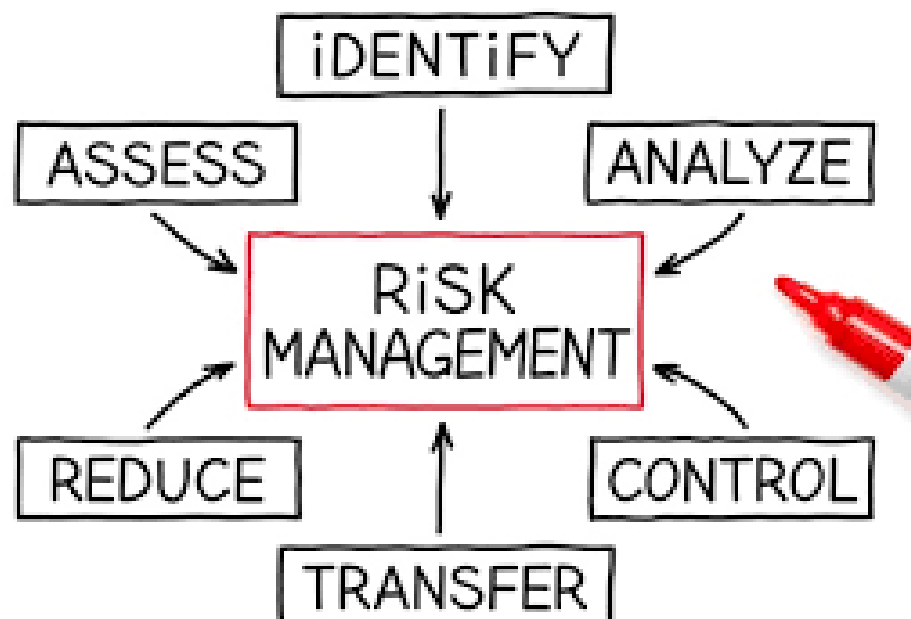 iDENTiFY
ASSESS
ANALYZE
RiSK
MANAGEMENT
REDUCE
CONTROL
TRANSFER